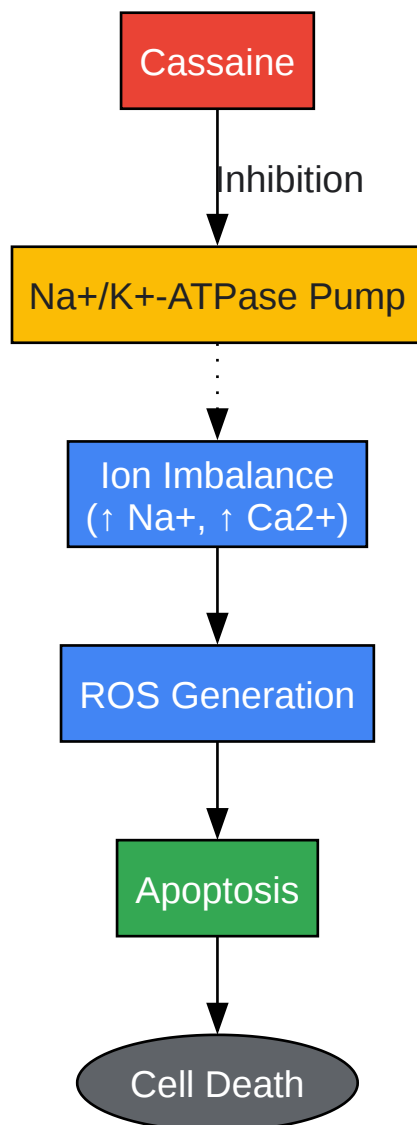 Cassaine
Inhibition
Na+/K+-ATPase Pump
Ion Imbalance
(↑ Na+, ↑ Ca2+)
ROS Generation
Apoptosis
Cell Death